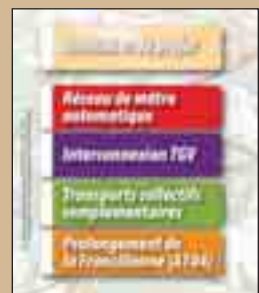 Réseau de métro
automatique
Interconnexion TGV
Transports collectifs
complémentaires
Prolongement de
la Francilienne (A104)